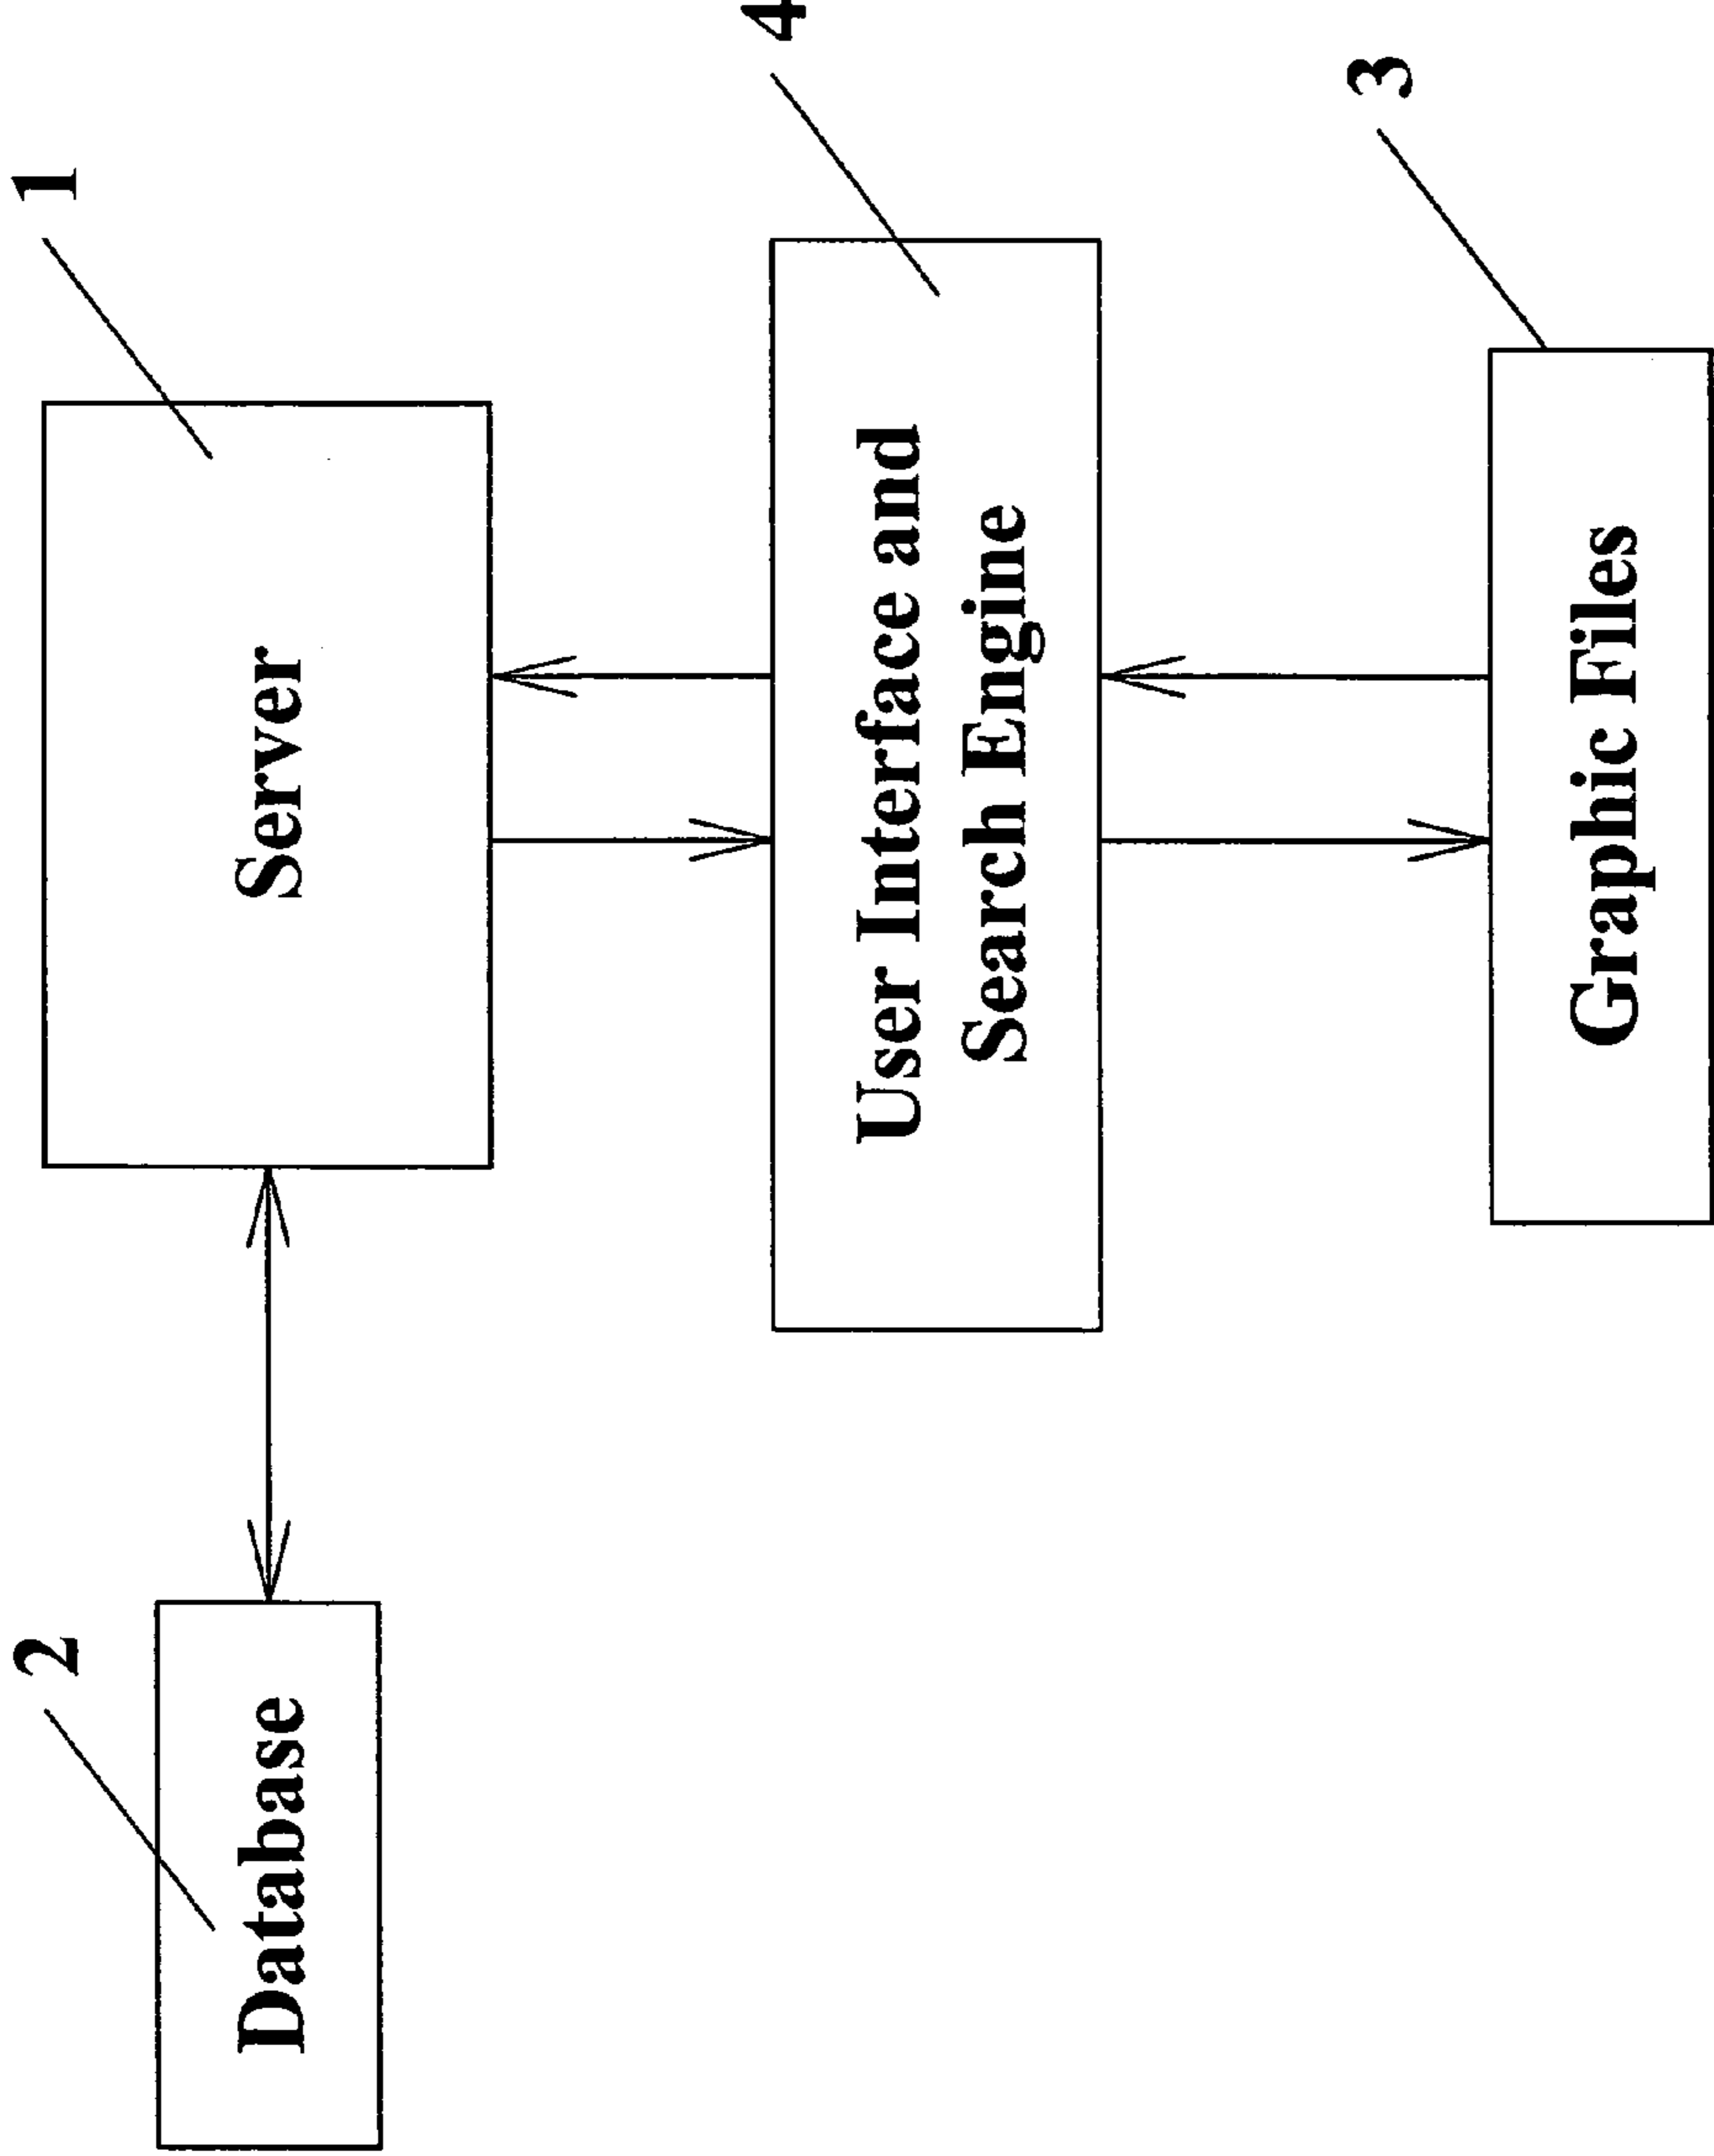 1
Server
2
Database
4
User Interface and
Search Engine
3
Graphic Files